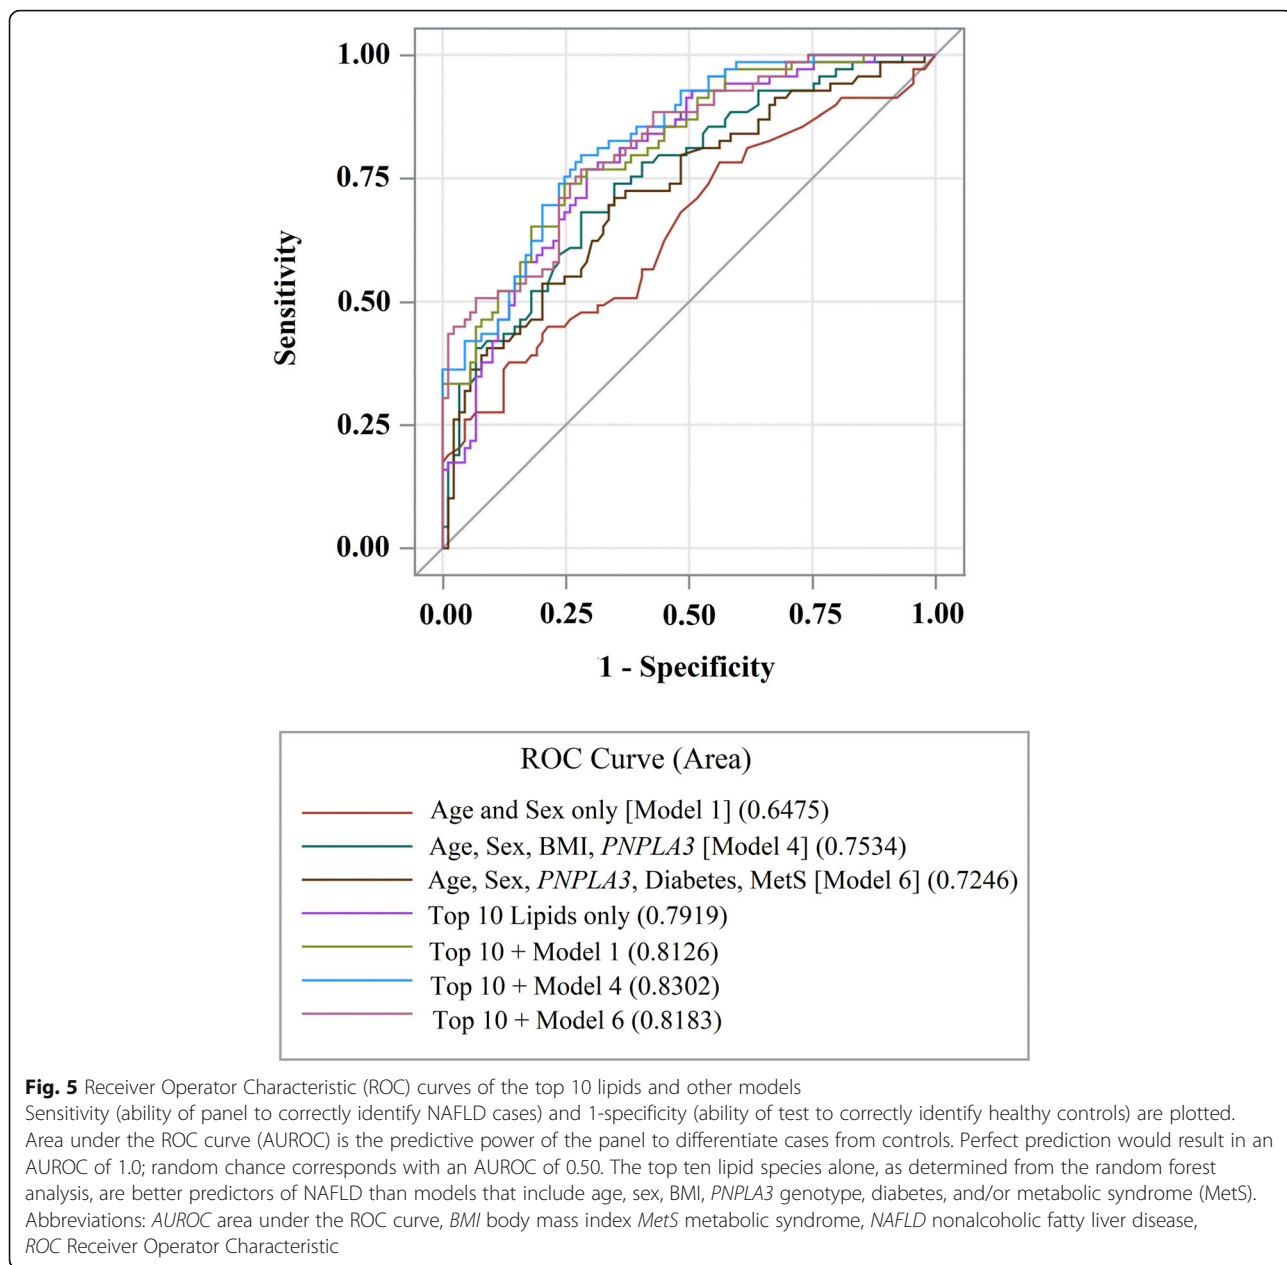 1.00
0.75
0.50
0.25
0.00
Sensitivity
0.00 0.25 0.50 0.75 1.00
1 - Specificity
ROC Curve (Area)
Age and Sex only [Model 1] (0.6475)
Age, Sex, BMI, PNPLA3 [Model 4] (0.7534)
Age, Sex, PNPLA3, Diabetes, MetS [Model 6] (0.7246)
Top 10 Lipids only (0.7919)
Top 10 + Model 1 (0.8126)
Top 10 + Model 4 (0.8302)
Top 10 + Model 6 (0.8183)
Fig. 5 Receiver Operator Characteristic (ROC) curves of the top 10 lipids and other models
Sensitivity (ability of panel to correctly identify NAFLD cases) and 1-specificity (ability of test to correctly identify healthy controls) are plotted.
Area under the ROC curve (AUROC) is the predictive power of the panel to differentiate cases from controls. Perfect prediction would result in an
AUROC of 1.0; random chance corresponds with an AUROC of 0.50. The top ten lipid species alone, as determined from the random forest
analysis, are better predictors of NAFLD than models that include age, sex, BMI, PNPLA3 genotype, diabetes, and/or metabolic syndrome (MetS).
Abbreviations: AUROC area under the ROC curve, BMI body mass index MetS metabolic syndrome, NAFLD nonalcoholic fatty liver disease,
ROC Receiver Operator Characteristic